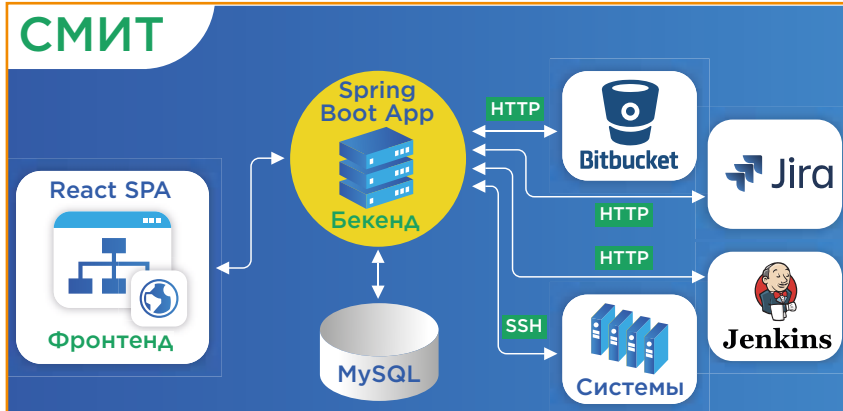 СМИТ
React SPA
Фронтенд
Spring
Boot App
Бекенд
MySQL
HTTP
Bitbucket
HTTP
Jira
HTTP
Jenkins
SSH
Системы